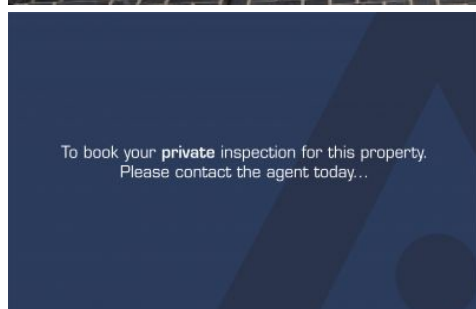 To book your private inspection for this property.
Please contact the agent today...